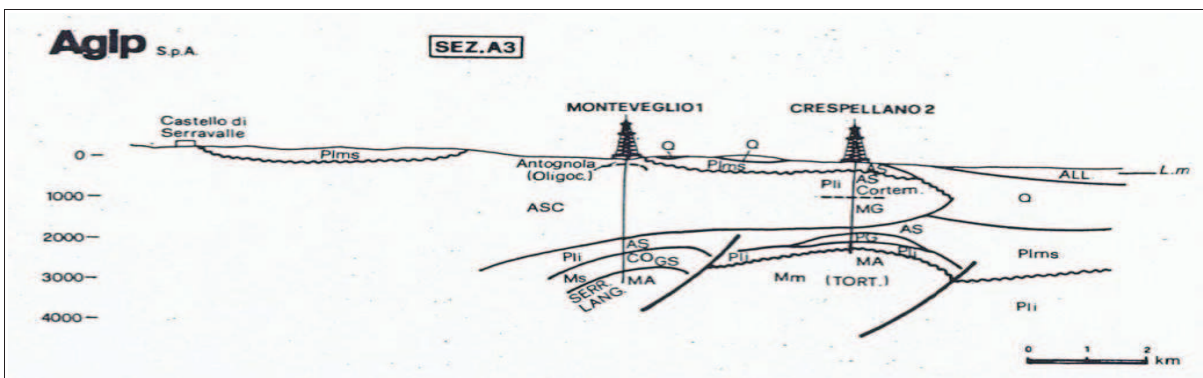 AgIp S.p.A.
SEZ.A3
MONTEVEGLIO1
CRESPELLANO 2
Castello di
Serravalle
0
1000
2000
3000
4000
Plms
Antognola
(Oligoc.)
Q
Q
Plms
AS
Pli
AS
Cortem.
MG
ALL.
L.m
Q
ASC
AS
AS
Pli
CO
GS
Ms
SERR.
LANG.
MA
Pli
PG
Pli
MA
Mm
(TORT.)
Plms
Pli
0 1 2
km